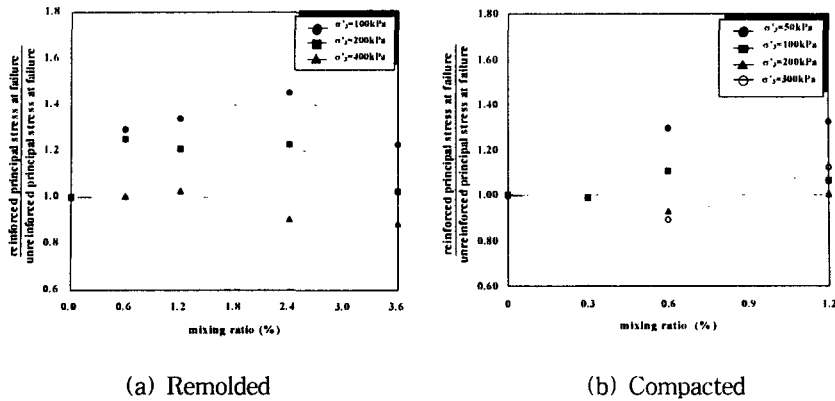 reinforced principal stress at failure
unreinforced principal stress at failure
1.8
1.6
1.4
1.2
1.0
0.8
0.6
0.0 0.6 1.2 1.8 2.4 3.0 3.6
mixing ratio (%)
σ'₃=100kPa
σ'₃=200kPa
σ'₃=400kPa
(a) Remolded
reinforced principal stress at failure
unreinforced principal stress at failure
1.80
1.60
1.40
1.20
1.00
0.80
0.60
0 0.3 0.6 0.9 1.2
mixing ratio (%)
σ'₃=50kPa
σ'₃=100kPa
σ'₃=200kPa
σ'₃=300kPa
(b) Compacted